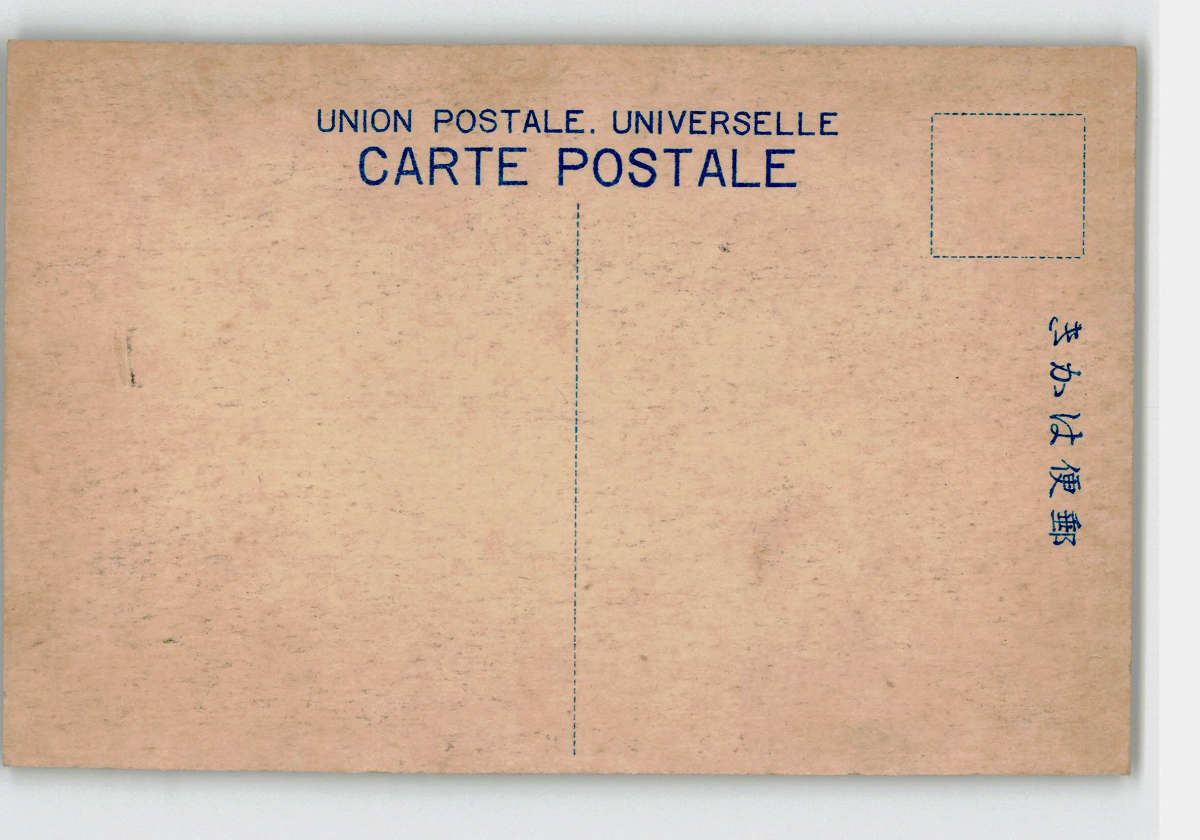 UNION POSTALE. UNIVERSELLE
CARTE POSTALE
郵便はかき